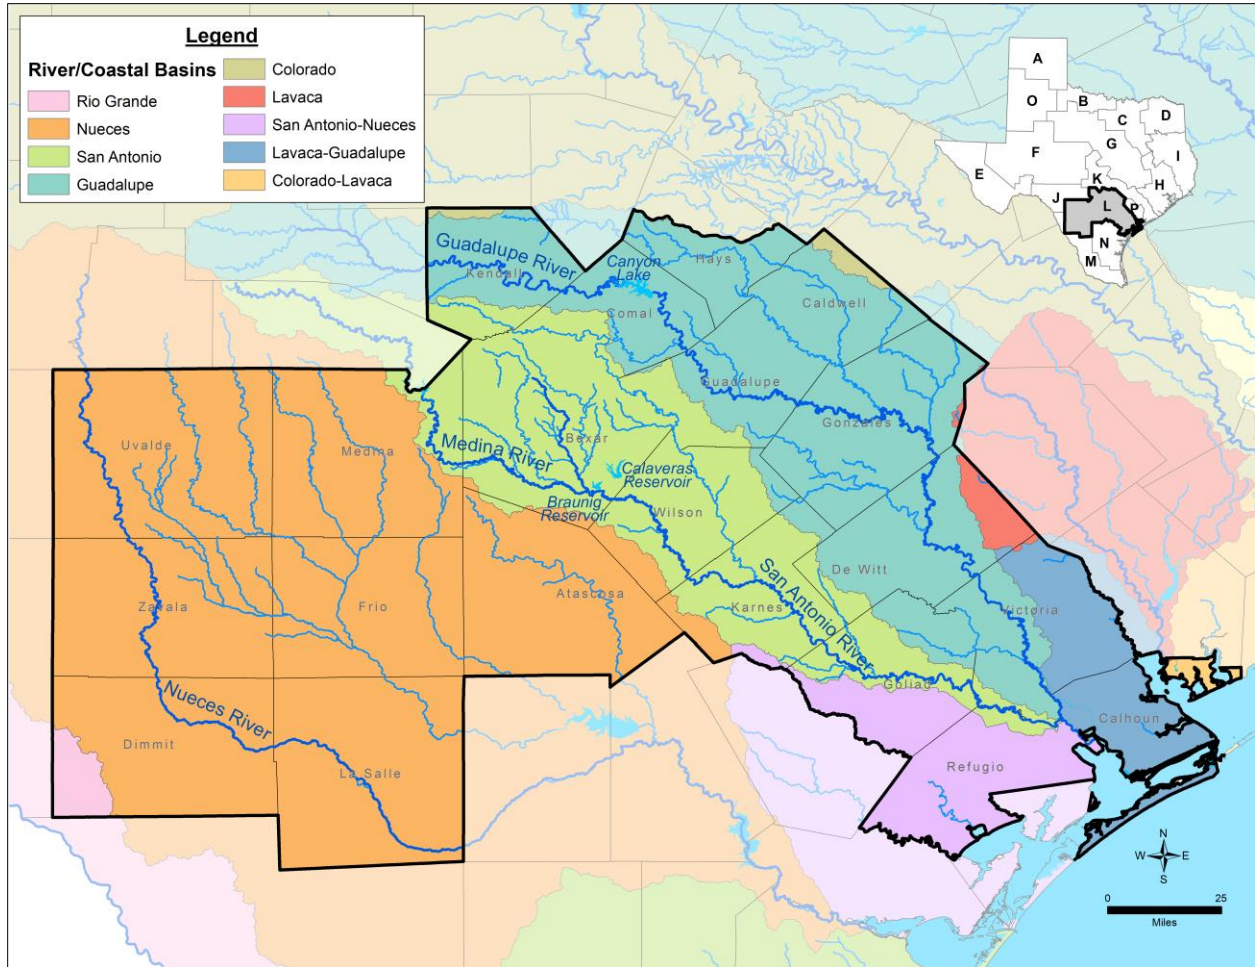 Legend
River/Coastal Basins
Rio Grande
Nueces
San Antonio
Guadalupe
Colorado
Lavaca
San Antonio-Nueces
Lavaca-Guadalupe
Colorado-Lavaca
A
O
B
C
D
F
G
I
E
K
H
J
L
P
N
M
Guadalupe River
Kendall
Canyon
Lake
Hays
Comal
Caldwell
Guadalupe
Gonzales
Uvalde
Medina
Medina River
Bexar
Calaveras
Reservoir
Braunig
Reservoir
Wilson
San Antonio River
De Witt
Zavala
Frio
Atascosa
Karnes
Victoria
Goliad
Nueces River
Dimmit
La Salle
Calhoun
Refugio
N
W
E
S
0
25
Miles